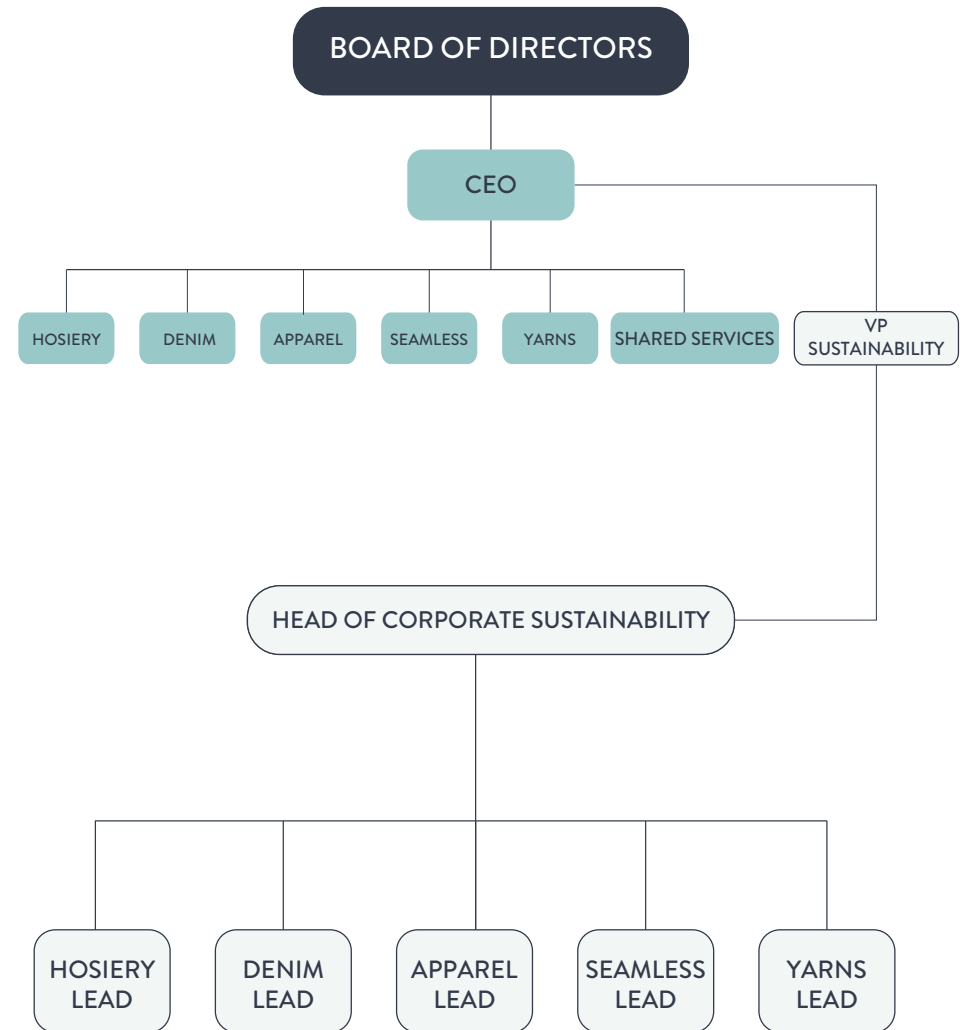 BOARD OF DIRECTORS
CEO
HOSIERY
DENIM
APPAREL
SEAMLESS
YARNS
SHARED SERVICES
VP
SUSTAINABILITY
HEAD OF CORPORATE SUSTAINABILITY
HOSIERY
LEAD
DENIM
LEAD
APPAREL
LEAD
SEAMLESS
LEAD
YARNS
LEAD